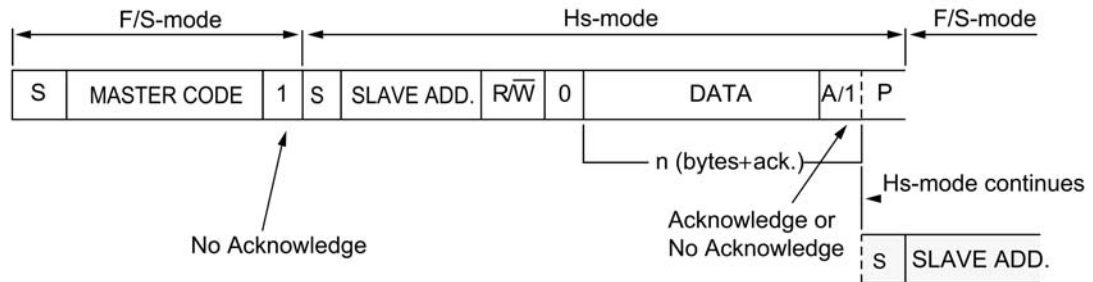 F/S-mode Hs-mode F/S-mode
S MASTER CODE 1 S SLAVE ADD. R/W̅ 0 DATA A/1 P
n (bytes+ack.)
Hs-mode continues
No Acknowledge
Acknowledge or
No Acknowledge
S SLAVE ADD.